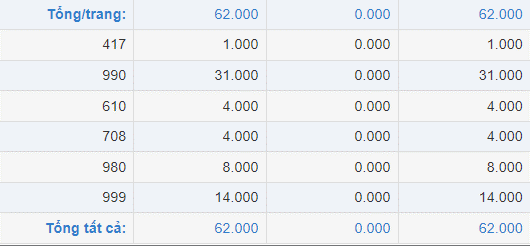 Tổng/trang: 62.000 0.000 62.000
417 1.000 0.000 1.000
990 31.000 0.000 31.000
610 4.000 0.000 4.000
708 4.000 0.000 4.000
980 8.000 0.000 8.000
999 14.000 0.000 14.000
Tổng tất cả: 62.000 0.000 62.000